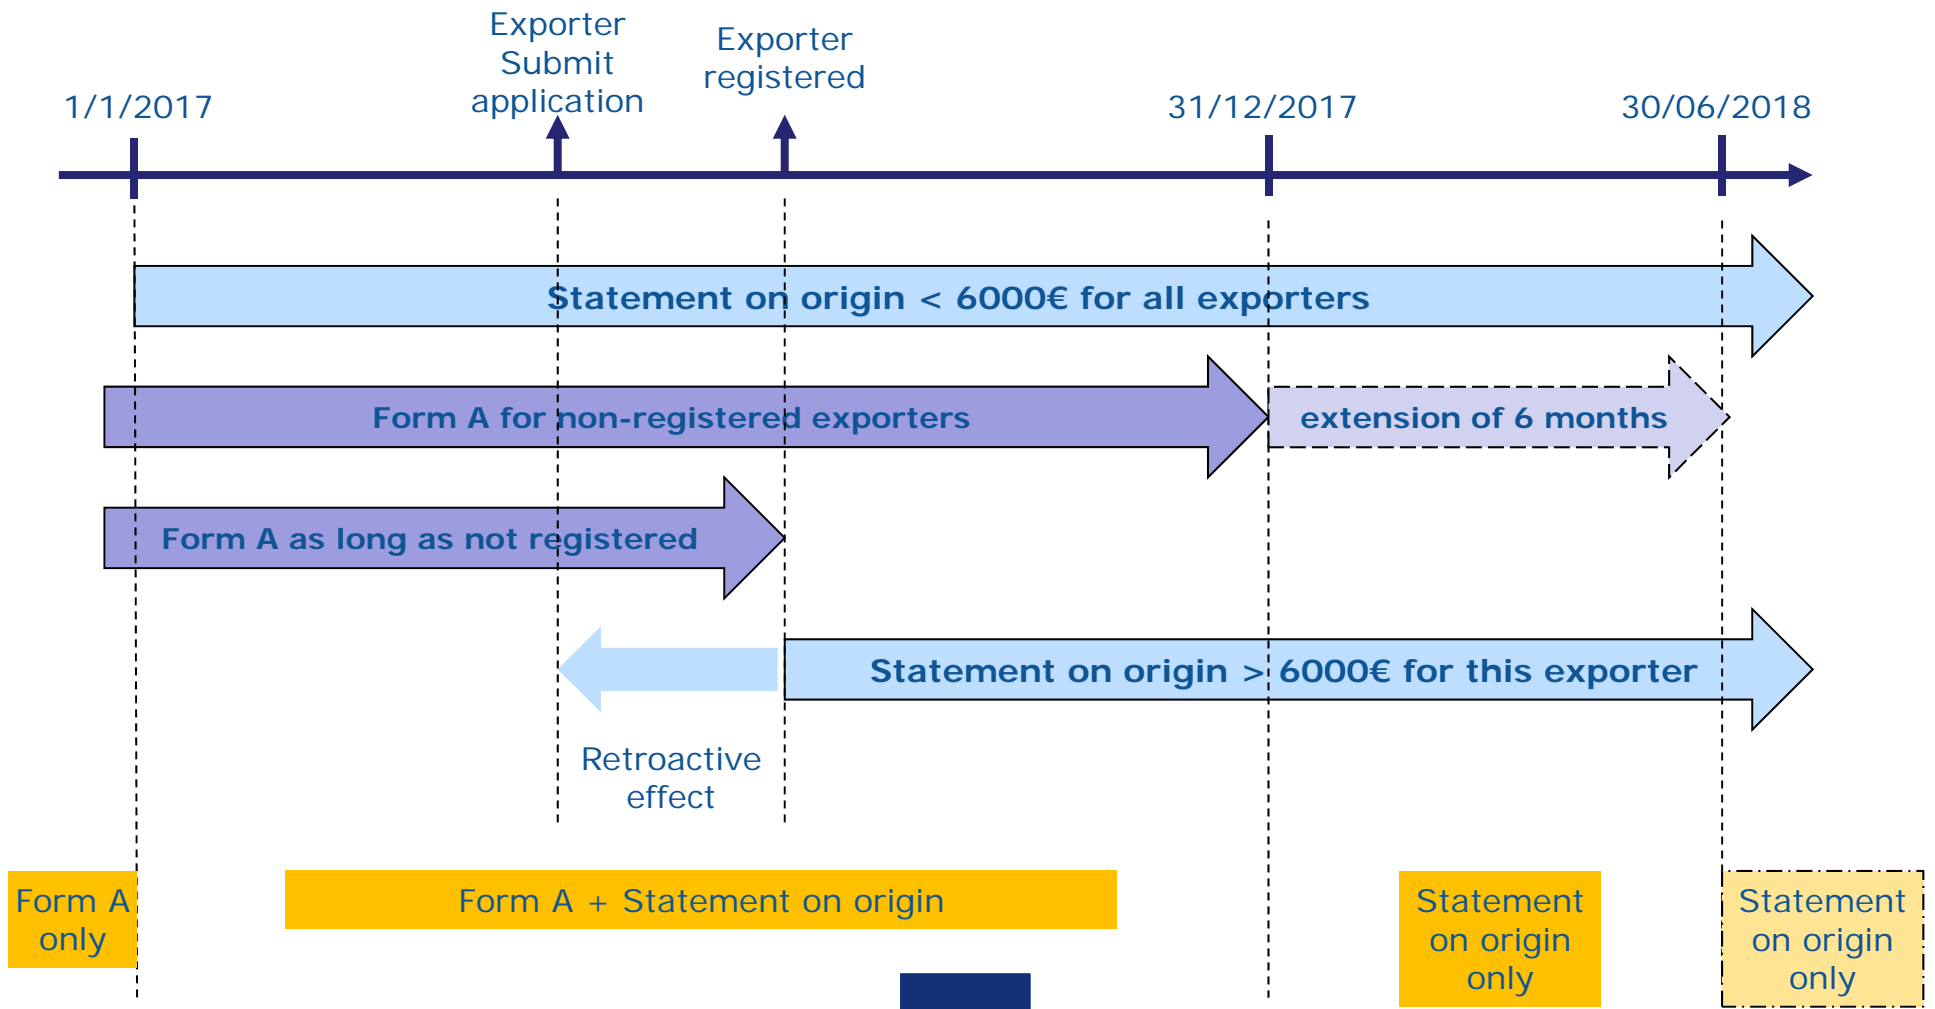 Exporter
Submit
application
Exporter
registered
1/1/2017
31/12/2017
30/06/2018
Statement on origin < 6000€ for all exporters
Form A for non-registered exporters
extension of 6 months
Form A as long as not registered
Statement on origin > 6000€ for this exporter
Retroactive
effect
Form A
only
Form A + Statement on origin
Statement
on origin
only
Statement
on origin
only